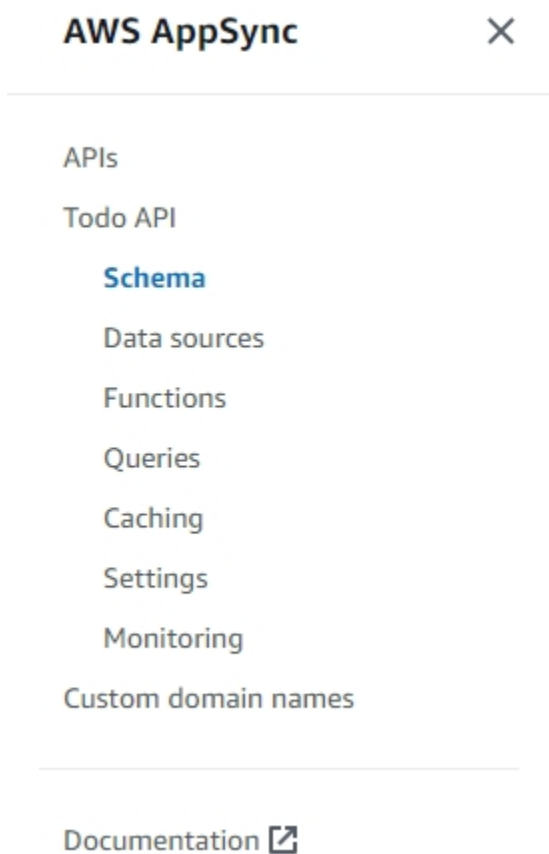 AWS AppSync
APIs
Todo API
Schema
Data sources
Functions
Queries
Caching
Settings
Monitoring
Custom domain names
Documentation